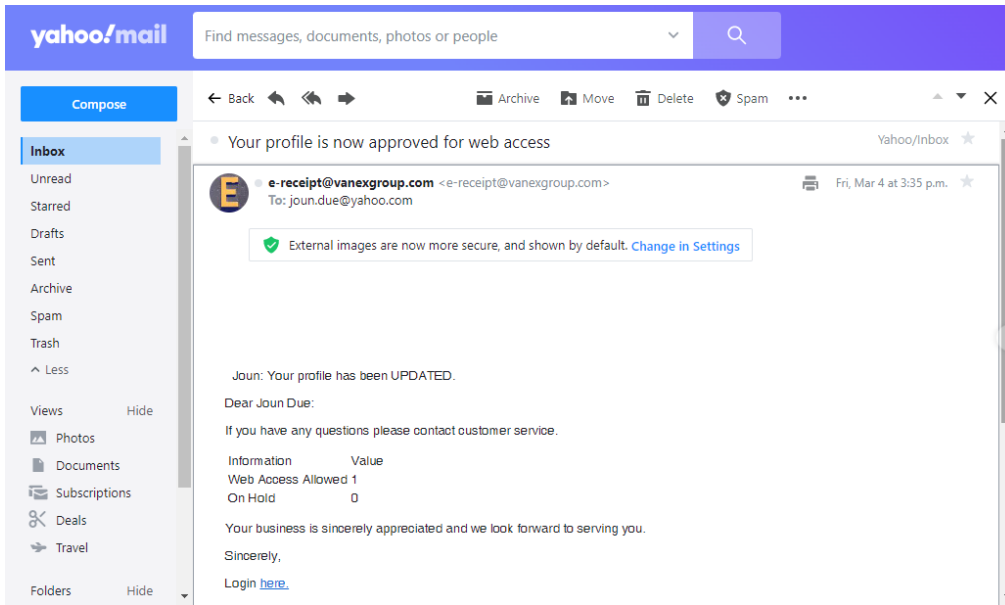 yahoo!mail
Find messages, documents, photos or people
Compose
Back
Archive
Move
Delete
Spam
Inbox
Unread
Starred
Drafts
Sent
Archive
Spam
Trash
Less
Views Hide
Photos
Documents
Subscriptions
Deals
Travel
Folders Hide
Your profile is now approved for web access
Yahoo/Inbox
E
e-receipt@vanexgroup.com <e-receipt@vanexgroup.com>
Fri, Mar 4 at 3:35 p.m.
To: joun.due@yahoo.com
External images are now more secure, and shown by default. Change in Settings
Joun: Your profile has been UPDATED.
Dear Joun Due:
If you have any questions please contact customer service.
Information Value
Web Access Allowed 1
On Hold 0
Your business is sincerely appreciated and we look forward to serving you.
Sincerely,
Login here.